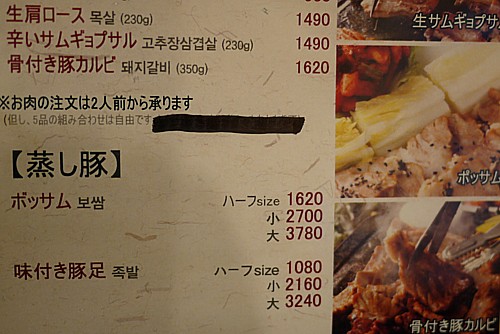 生肩ロース 목살 (230g) 1490
辛いサムギョプサル 고추장삼겹살 (230g) 1490
骨付き豚カルビ 돼지갈비 (350g) 1620
※お肉の注文は2人前から承ります
(但し、5品の組み合わせは自由です
【蒸し豚】
ボッサム 보쌈 ハーフsize 1620
小 2700
大 3780
味付き豚足 족발 ハーフsize 1080
小 2160
大 3240
生サムギョプサ
ポッサム
骨付き豚カルビ